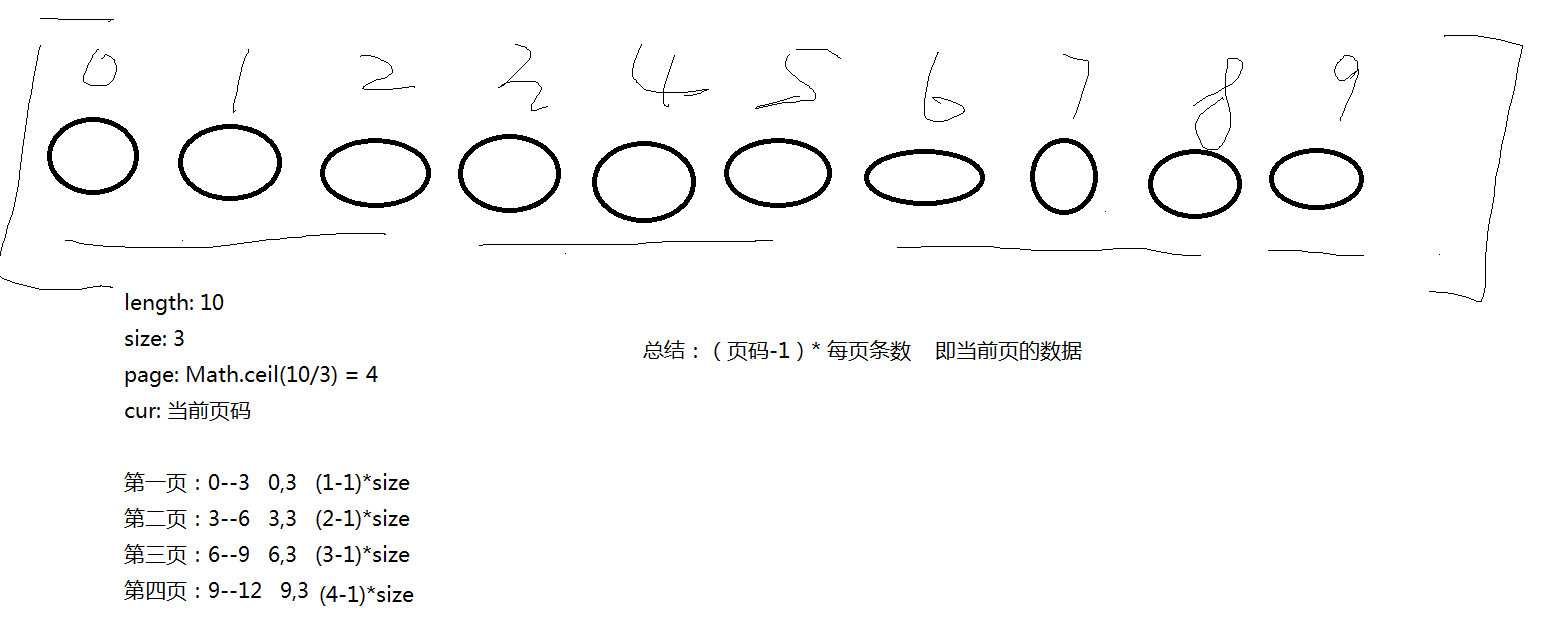 0 1 2 3 4 5 6 7 8 9
length: 10
size: 3
page: Math.ceil(10/3) = 4
cur: 当前页码
总结：（页码-1）* 每页条数 即当前页的数据
第一页：0--3 0,3 (1-1)*size
第二页：3--6 3,3 (2-1)*size
第三页：6--9 6,3 (3-1)*size
第四页：9--12 9,3 (4-1)*size